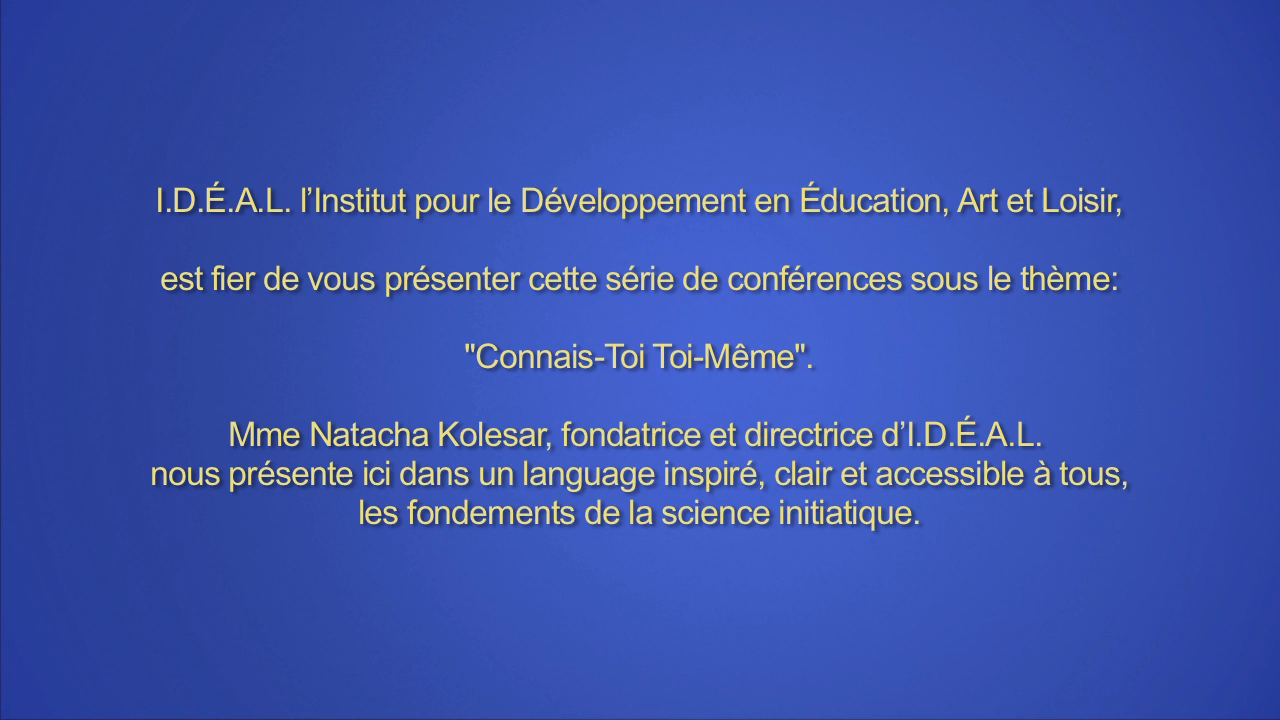 I.D.É.A.L. l’Institut pour le Développement en Éducation, Art et Loisir,
est fier de vous présenter cette série de conférences sous le thème:
"Connais-Toi Toi-Même".
Mme Natacha Kolesar, fondatrice et directrice d’I.D.É.A.L.
nous présente ici dans un language inspiré, clair et accessible à tous,
les fondements de la science initiatique.